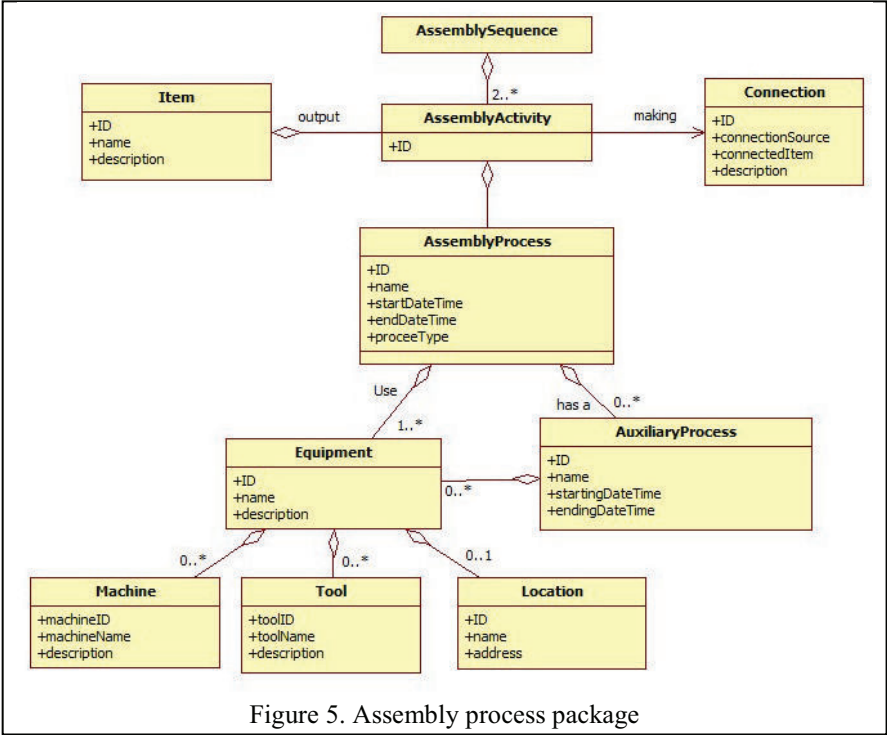 AssemblySequence
2..*
Item
+ID
+name
+description
output
AssemblyActivity
+ID
making
Connection
+ID
+connectionSource
+connectedItem
+description
AssemblyProcess
+ID
+name
+startDateTime
+endDateTime
+proceeType
Use
1..*
has a
0..*
Equipment
+ID
+name
+description
0..*
AuxiliaryProcess
+ID
+name
+startingDateTime
+endingDateTime
0..*
0..*
0..1
Machine
+machineID
+machineName
+description
Tool
+toolID
+toolName
+description
Location
+ID
+name
+address
Figure 5. Assembly process package